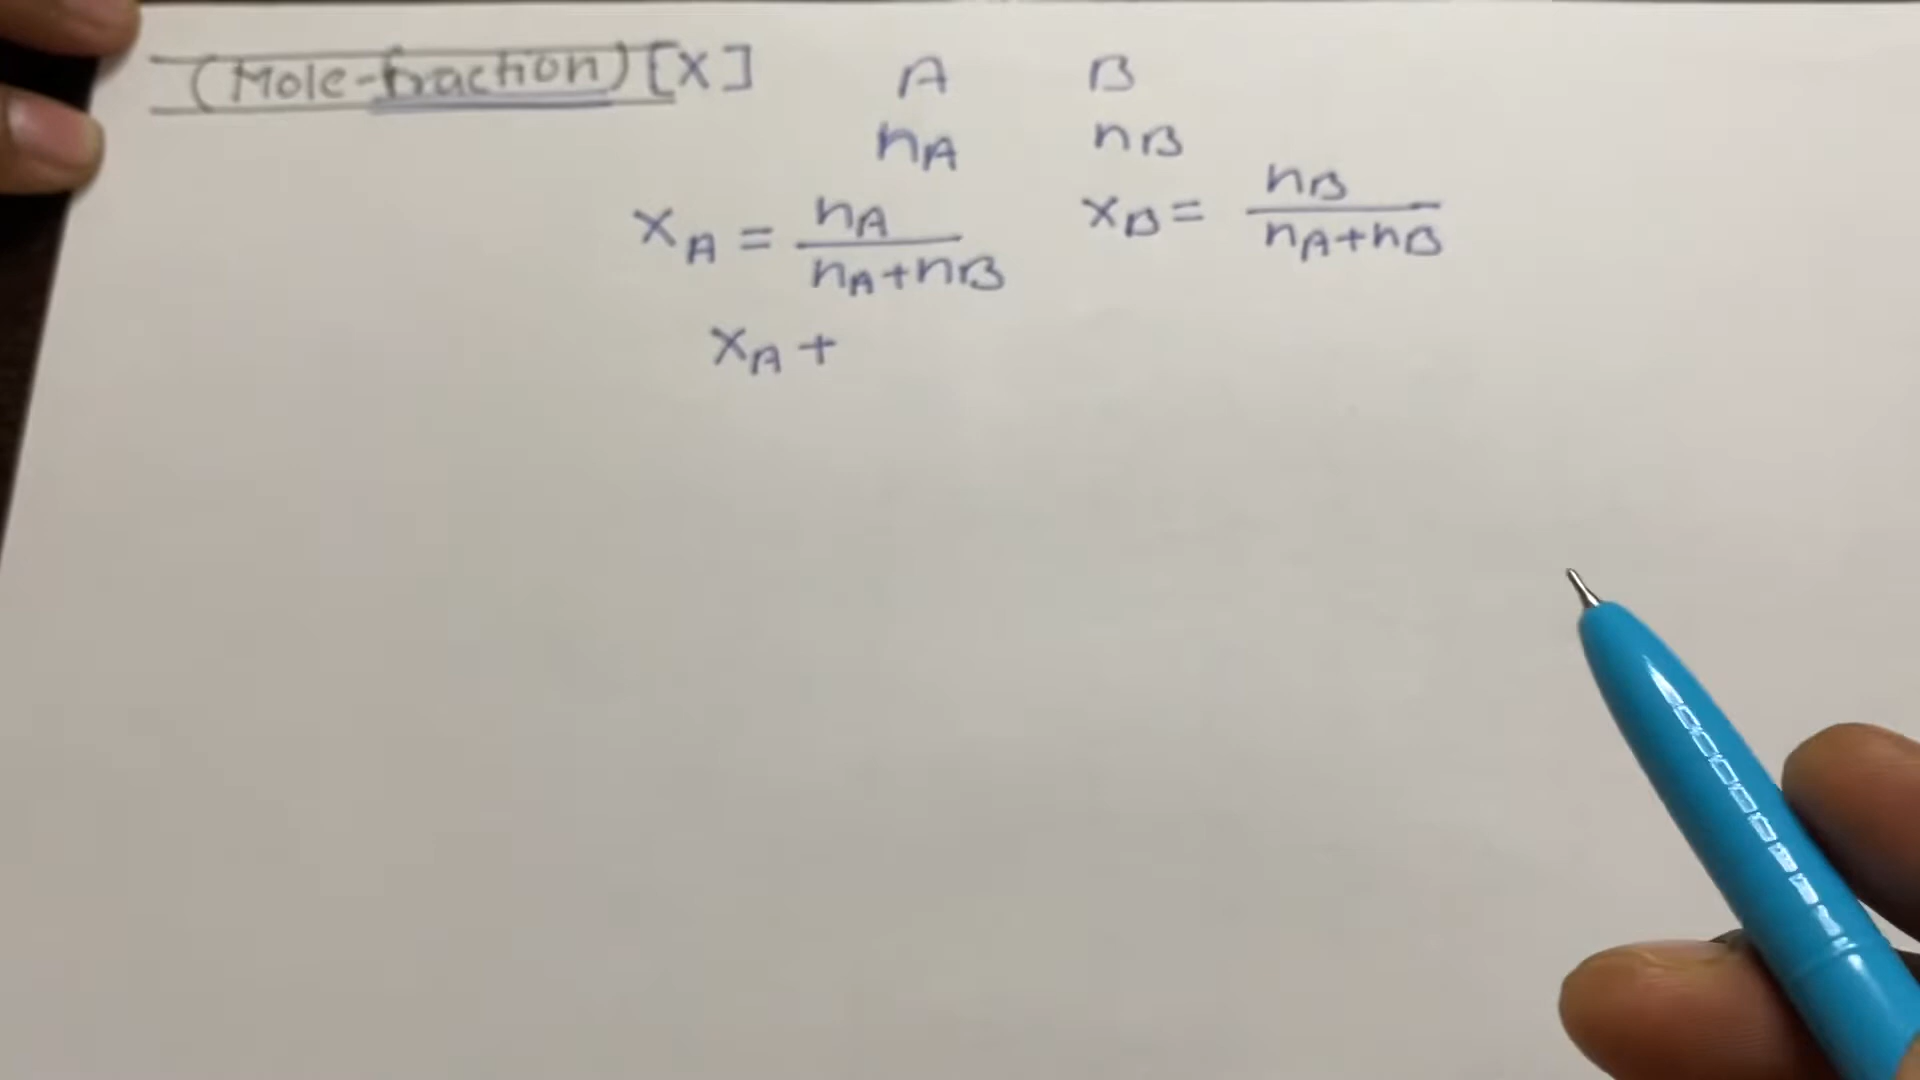 (Mole-fraction) [X] A B
nA nB
xA = nA/(nA+nB) xB = nB/(nA+nB)
xA +